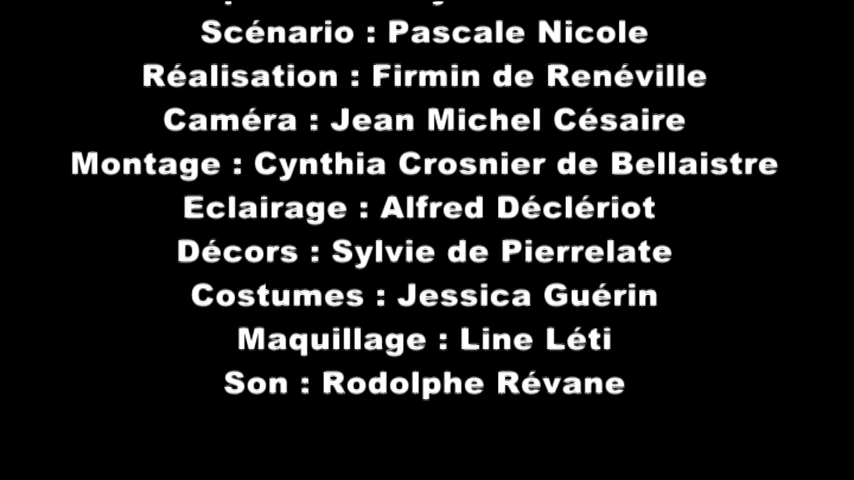 Scénario : Pascale Nicole
Réalisation : Firmin de Renéville
Caméra : Jean Michel Césaire
Montage : Cynthia Crosnier de Bellaistre
Eclairage : Alfred Déclériot
Décors : Sylvie de Pierrelate
Costumes : Jessica Guérin
Maquillage : Line Léti
Son : Rodolphe Révane